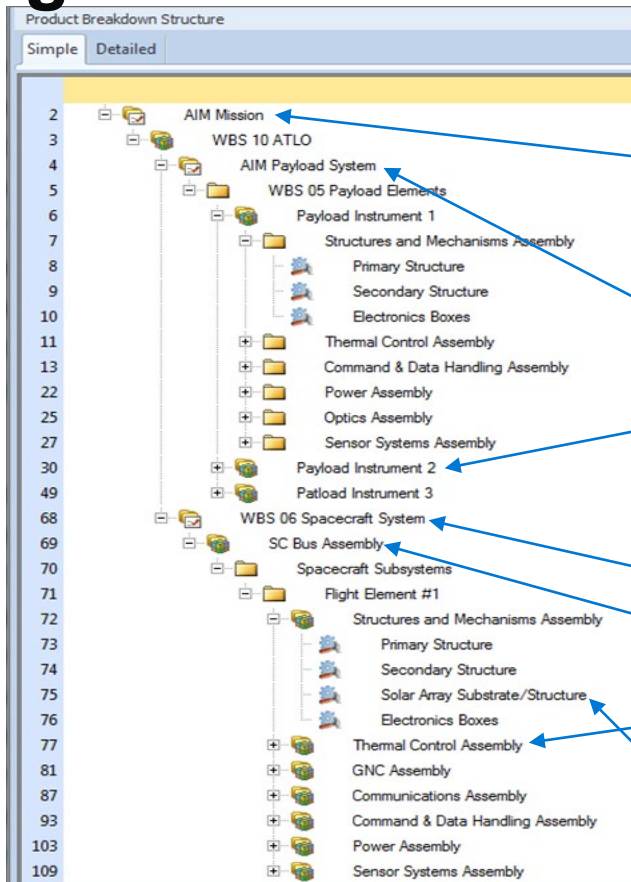 g
Product Breakdown Structure
Simple Detailed
2 AIM Mission
3 WBS 10 ATLO
4 AIM Payload System
5 WBS 05 Payload Elements
6 Payload Instrument 1
7 Structures and Mechanisms Assembly
8 Primary Structure
9 Secondary Structure
10 Electronics Boxes
11 Thermal Control Assembly
13 Command & Data Handling Assembly
22 Power Assembly
25 Optics Assembly
27 Sensor Systems Assembly
30 Payload Instrument 2
49 Patload Instrument 3
68 WBS 06 Spacecraft System
69 SC Bus Assembly
70 Spacecraft Subsystems
71 Flight Element #1
72 Structures and Mechanisms Assembly
73 Primary Structure
74 Secondary Structure
75 Solar Array Substrate/Structure
76 Electronics Boxes
77 Thermal Control Assembly
81 GNC Assembly
87 Communications Assembly
93 Command & Data Handling Assembly
103 Power Assembly
109 Sensor Systems Assembly